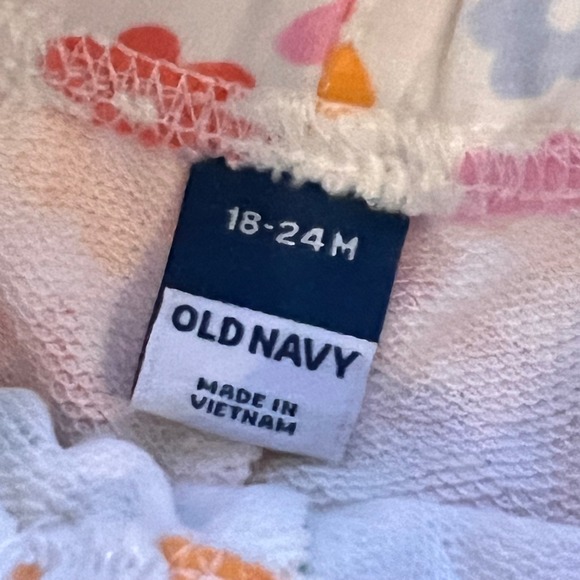 18-24M
OLD NAVY
MADE IN
VIETNAM